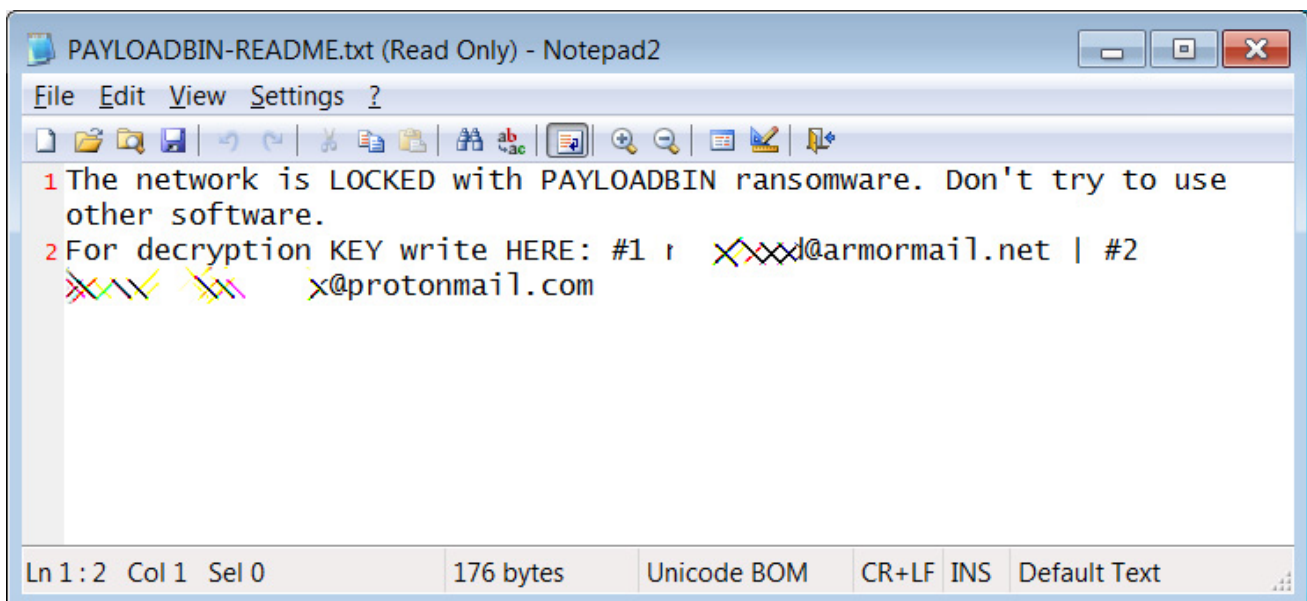 PAYLOADBIN-README.txt (Read Only) - Notepad2
File Edit View Settings ?
1 The network is LOCKED with PAYLOADBIN ransomware. Don't try to use
other software.
2 For decryption KEY write HERE: #1 @armormail.net | #2
@protonmail.com
Ln 1 : 2 Col 1 Sel 0 176 bytes Unicode BOM CR+LF INS Default Text